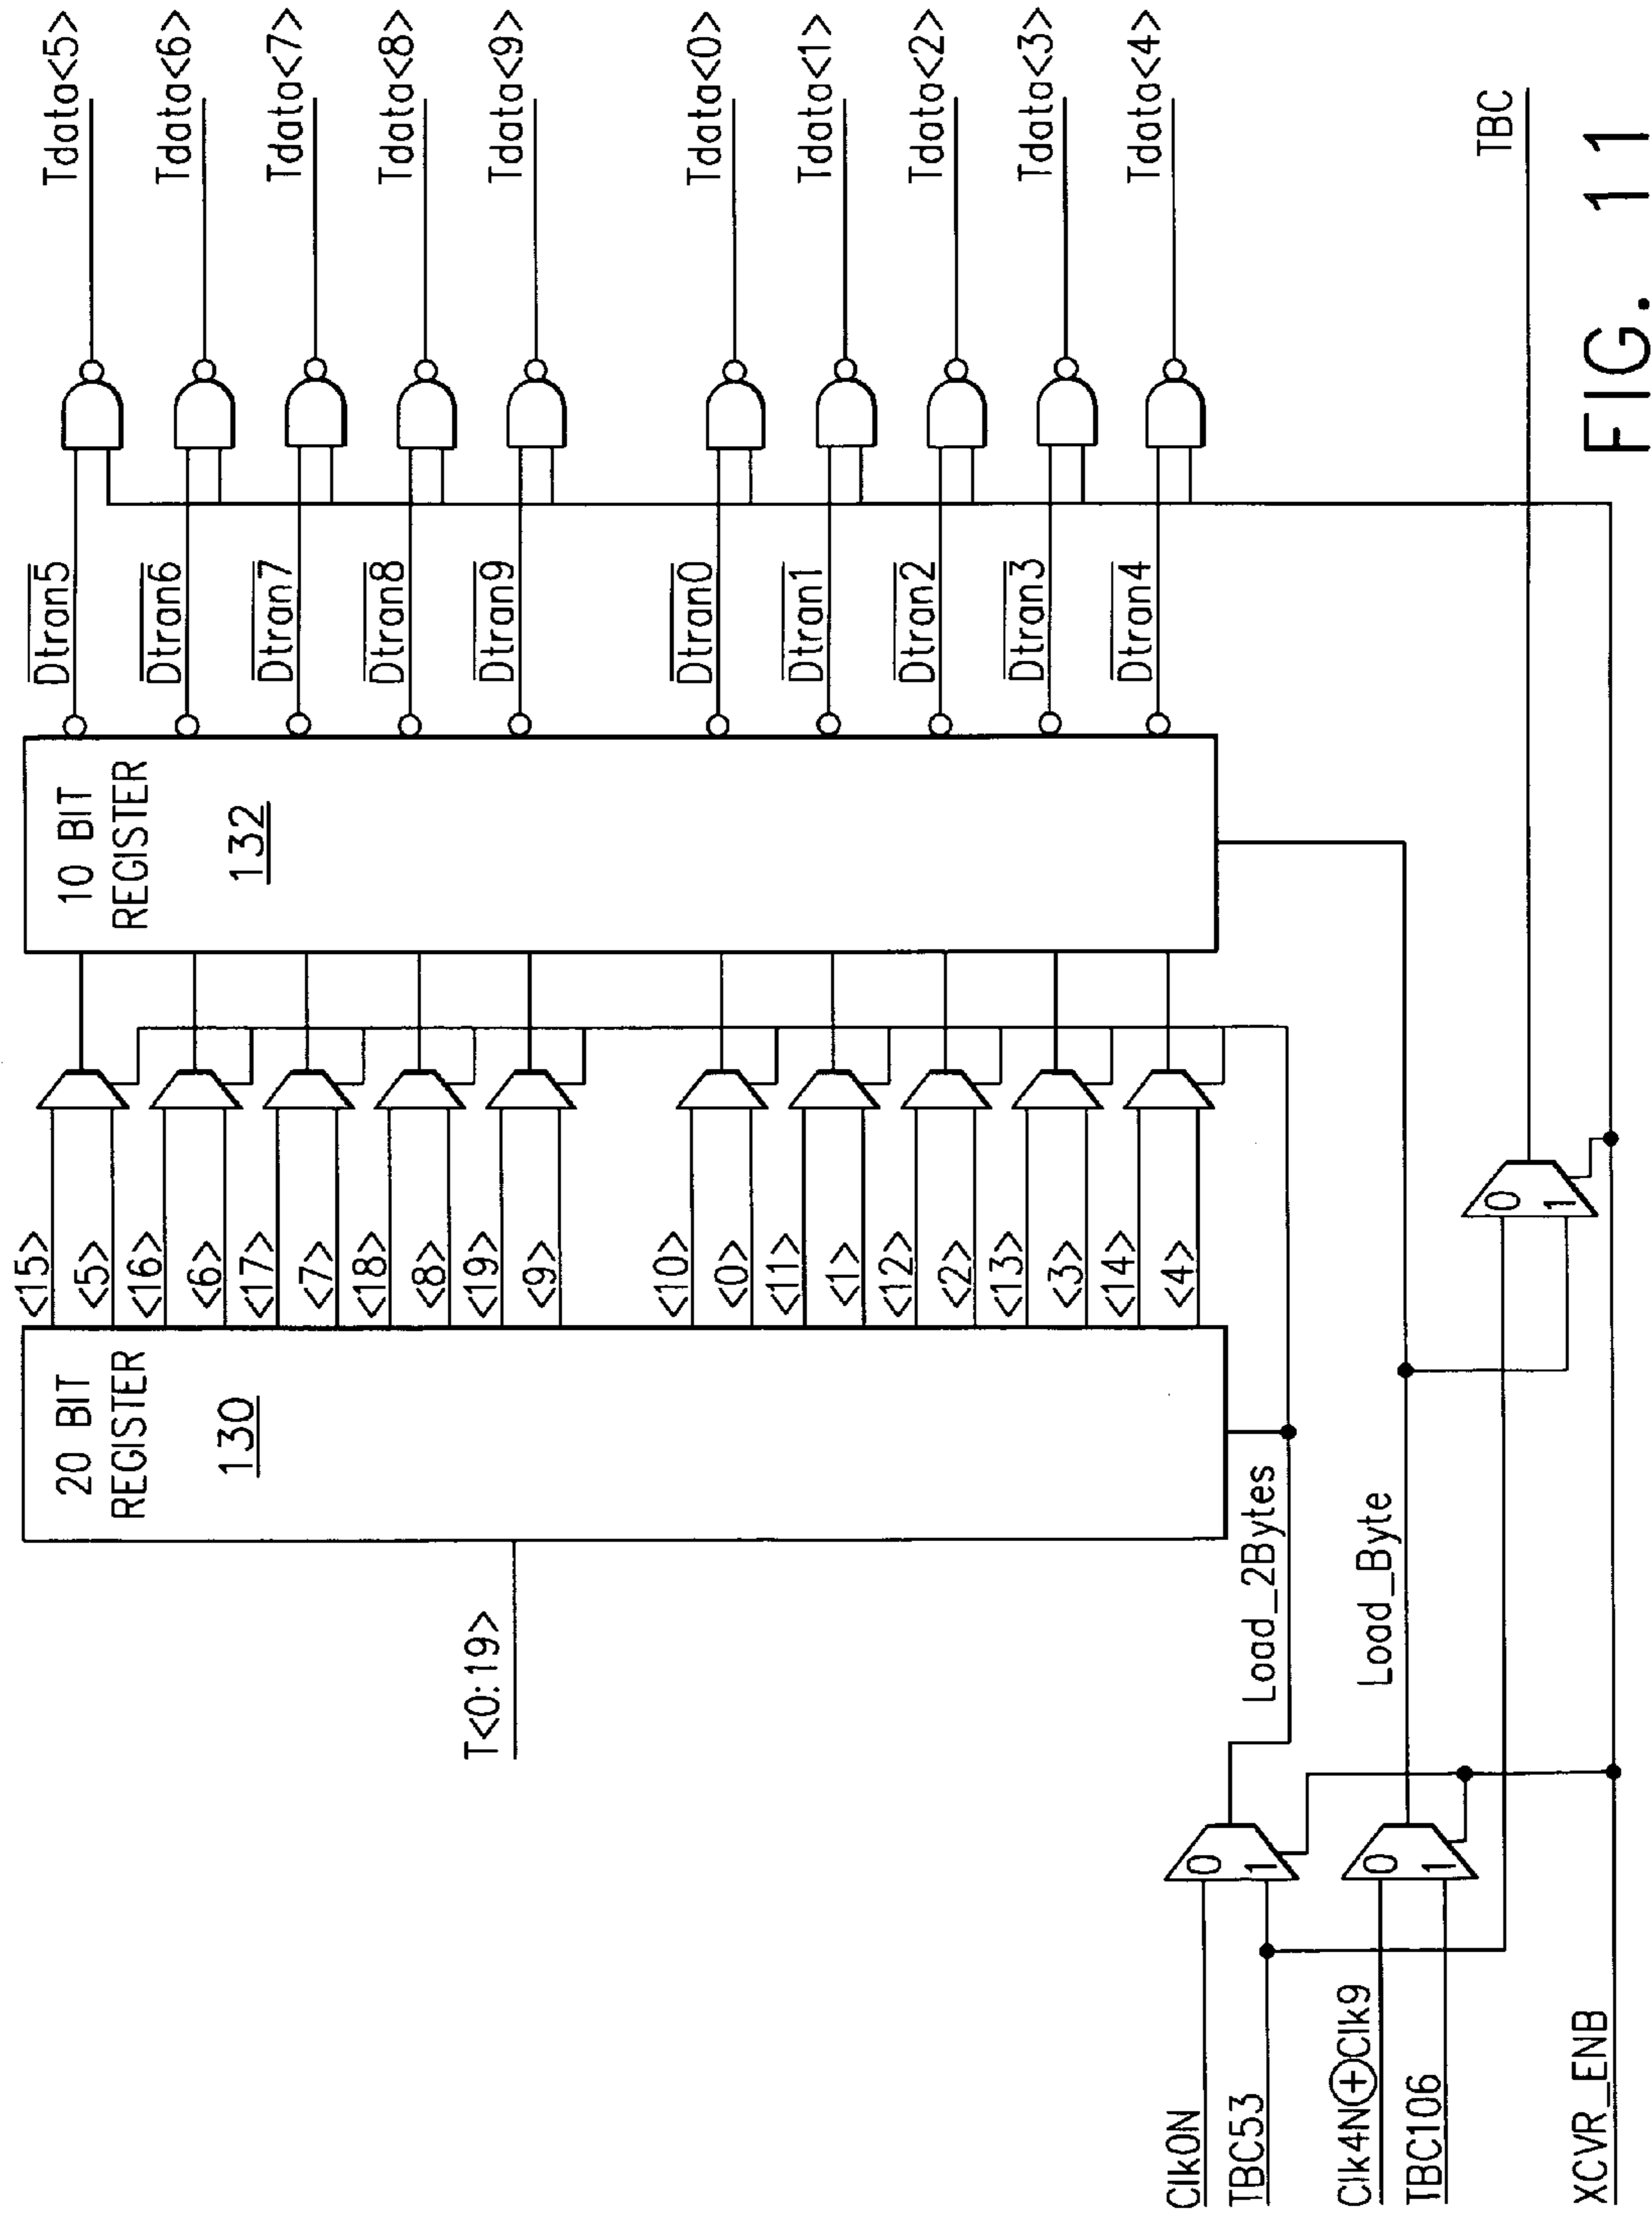 20 BIT
REGISTER
130
10 BIT
REGISTER
132
T<0:19>
<15>
<5>
<16>
<6>
<17>
<7>
<18>
<8>
<19>
<9>
<10>
<0>
<11>
<1>
<12>
<2>
<13>
<3>
<14>
<4>
Dtran5
Dtran6
Dtran7
Dtran8
Dtran9
Dtran0
Dtran1
Dtran2
Dtran3
Dtran4
Tdata<5>
Tdata<6>
Tdata<7>
Tdata<8>
Tdata<9>
Tdata<0>
Tdata<1>
Tdata<2>
Tdata<3>
Tdata<4>
Clk0N
TBC53
0
1
Load_2Bytes
Clk4N⊕Clk9
TBC106
0
1
Load_Byte
0
1
TBC
XCVR_ENB
FIG. 11